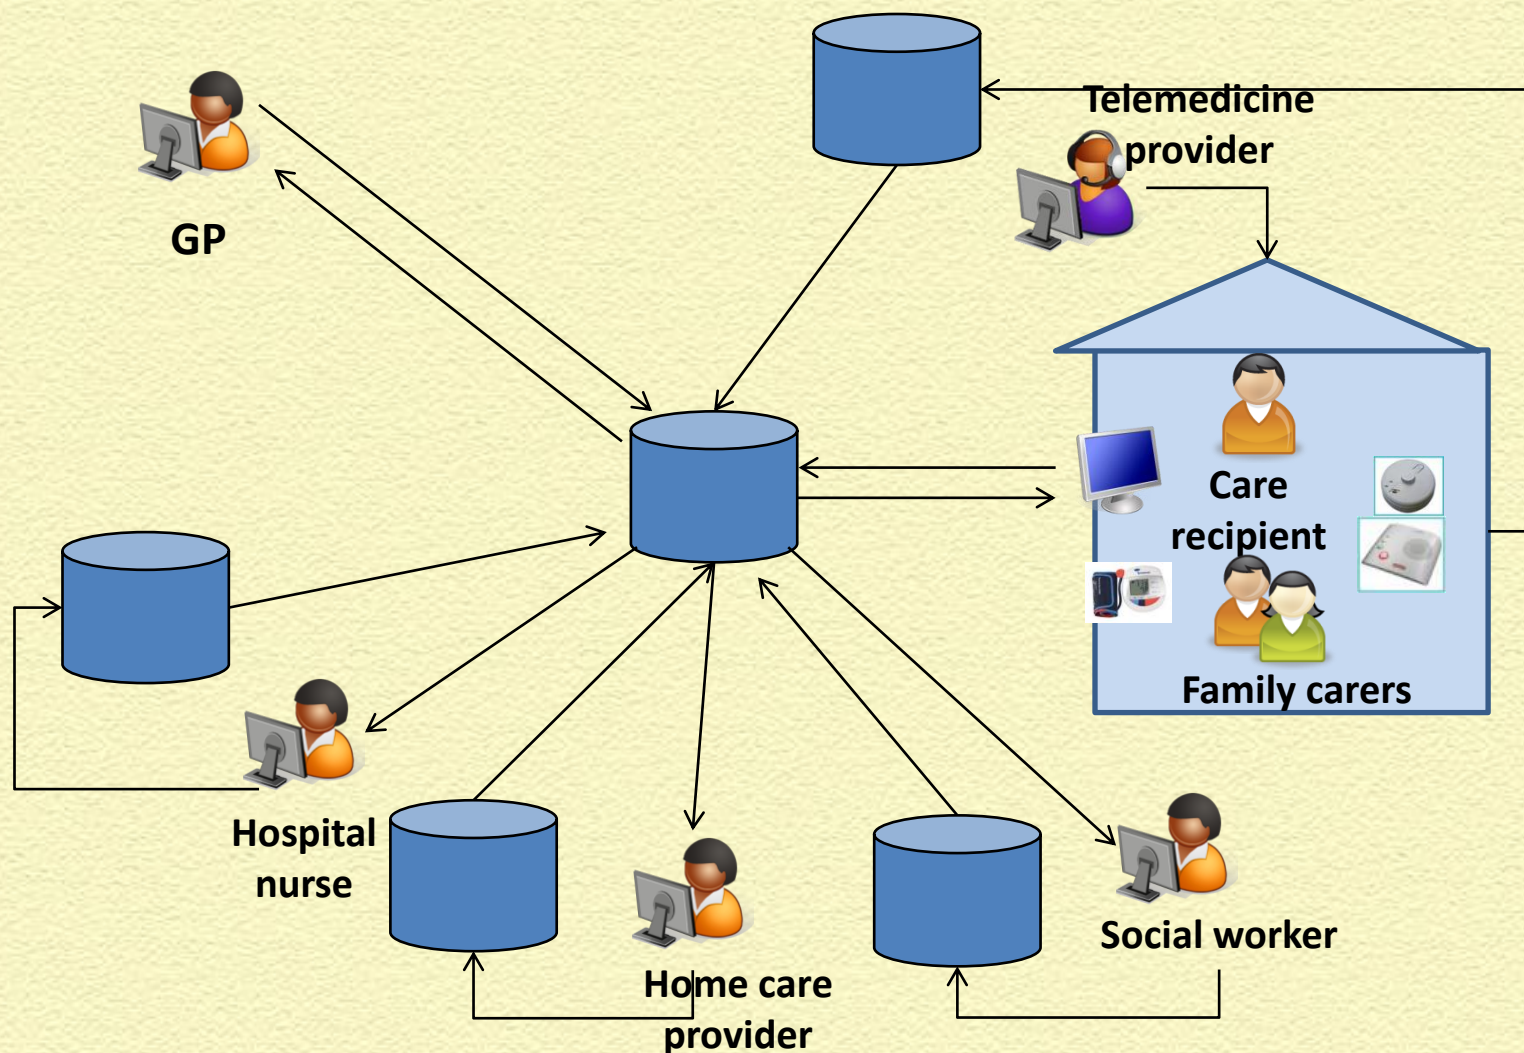 Telemedicine
provider
GP
Care
recipient
Family carers
Hospital
nurse
Social worker
Home care
provider